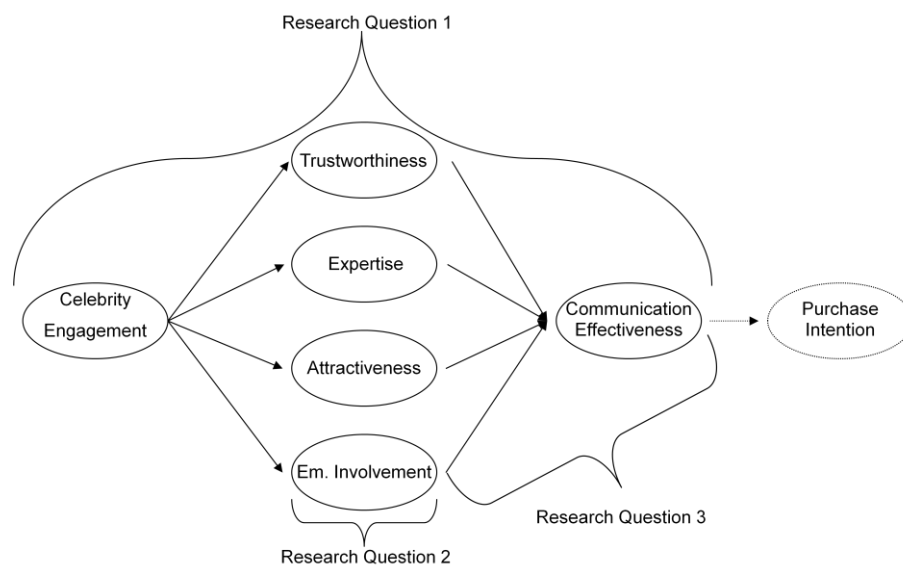 Research Question 1
Trustworthiness
Expertise
Celebrity
Engagement
Communication
Effectiveness
Purchase
Intention
Attractiveness
Em. Involvement
Research Question 3
Research Question 2